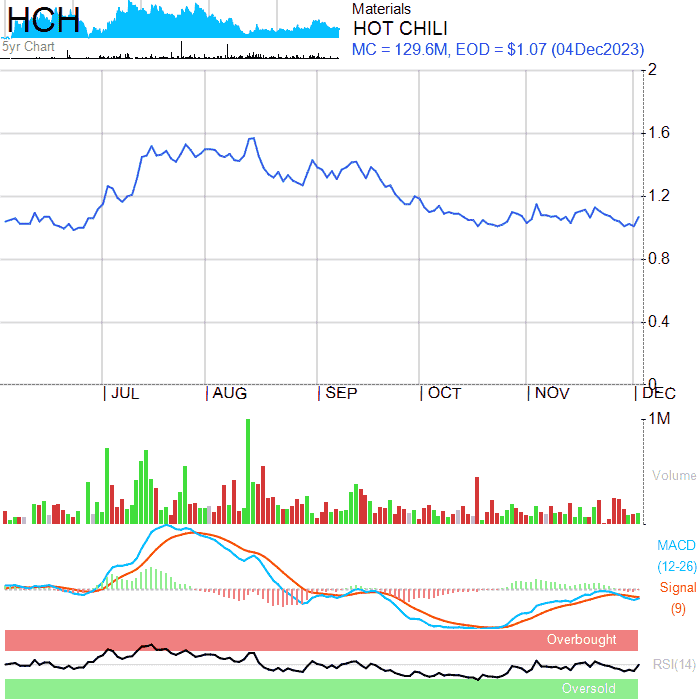 HCH
5yr Chart
Materials
HOT CHILI
MC = 129.6M, EOD = $1.07 (04Dec2023)
2
1.6
1.2
0.8
0.4
0
JUL AUG SEP OCT NOV DEC
1M
Volume
MACD
(12-26)
Signal
(9)
Overbought
RSI(14)
Oversold